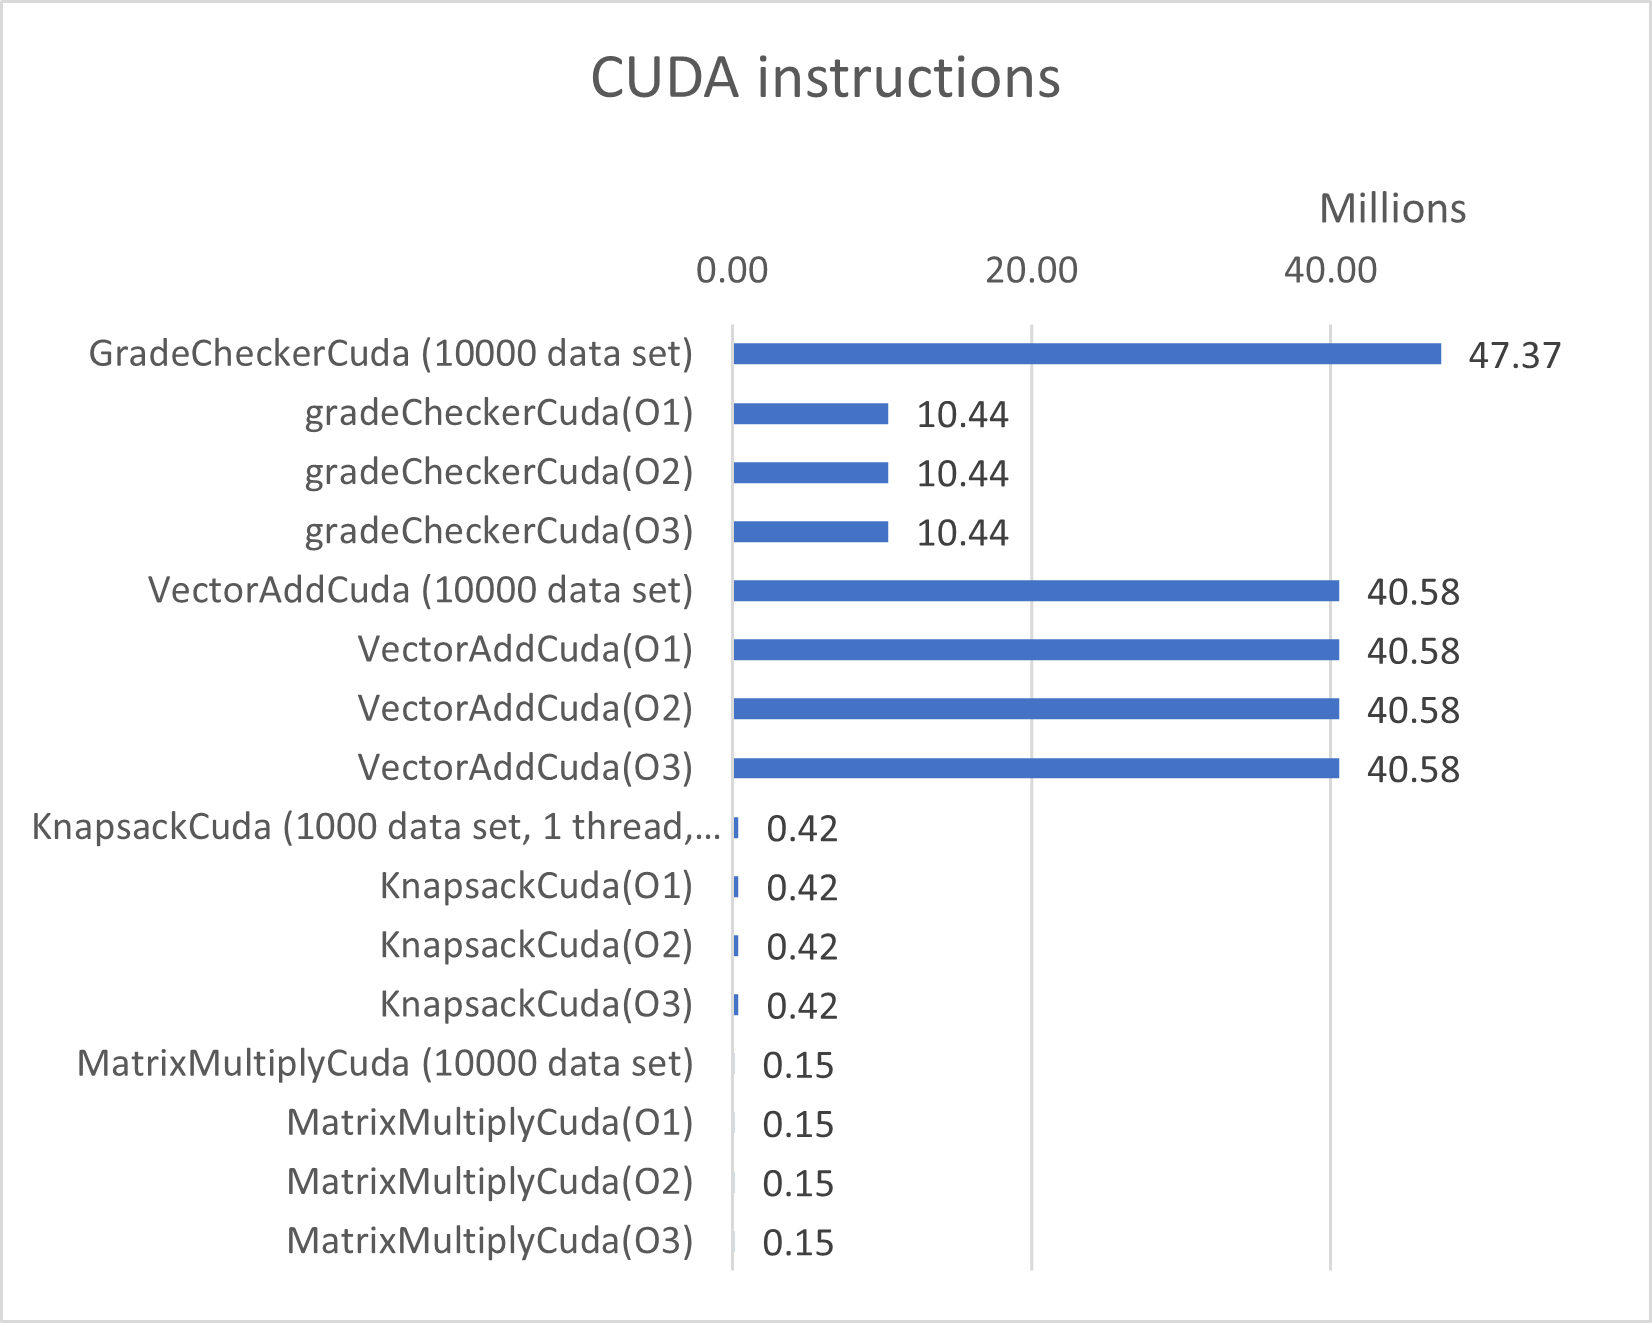 CUDA instructions
Millions
0.00 20.00 40.00
GradeCheckerCuda (10000 data set) 47.37
gradeCheckerCuda(O1) 10.44
gradeCheckerCuda(O2) 10.44
gradeCheckerCuda(O3) 10.44
VectorAddCuda (10000 data set) 40.58
VectorAddCuda(O1) 40.58
VectorAddCuda(O2) 40.58
VectorAddCuda(O3) 40.58
KnapsackCuda (1000 data set, 1 thread,... 0.42
KnapsackCuda(O1) 0.42
KnapsackCuda(O2) 0.42
KnapsackCuda(O3) 0.42
MatrixMultiplyCuda (10000 data set) 0.15
MatrixMultiplyCuda(O1) 0.15
MatrixMultiplyCuda(O2) 0.15
MatrixMultiplyCuda(O3) 0.15